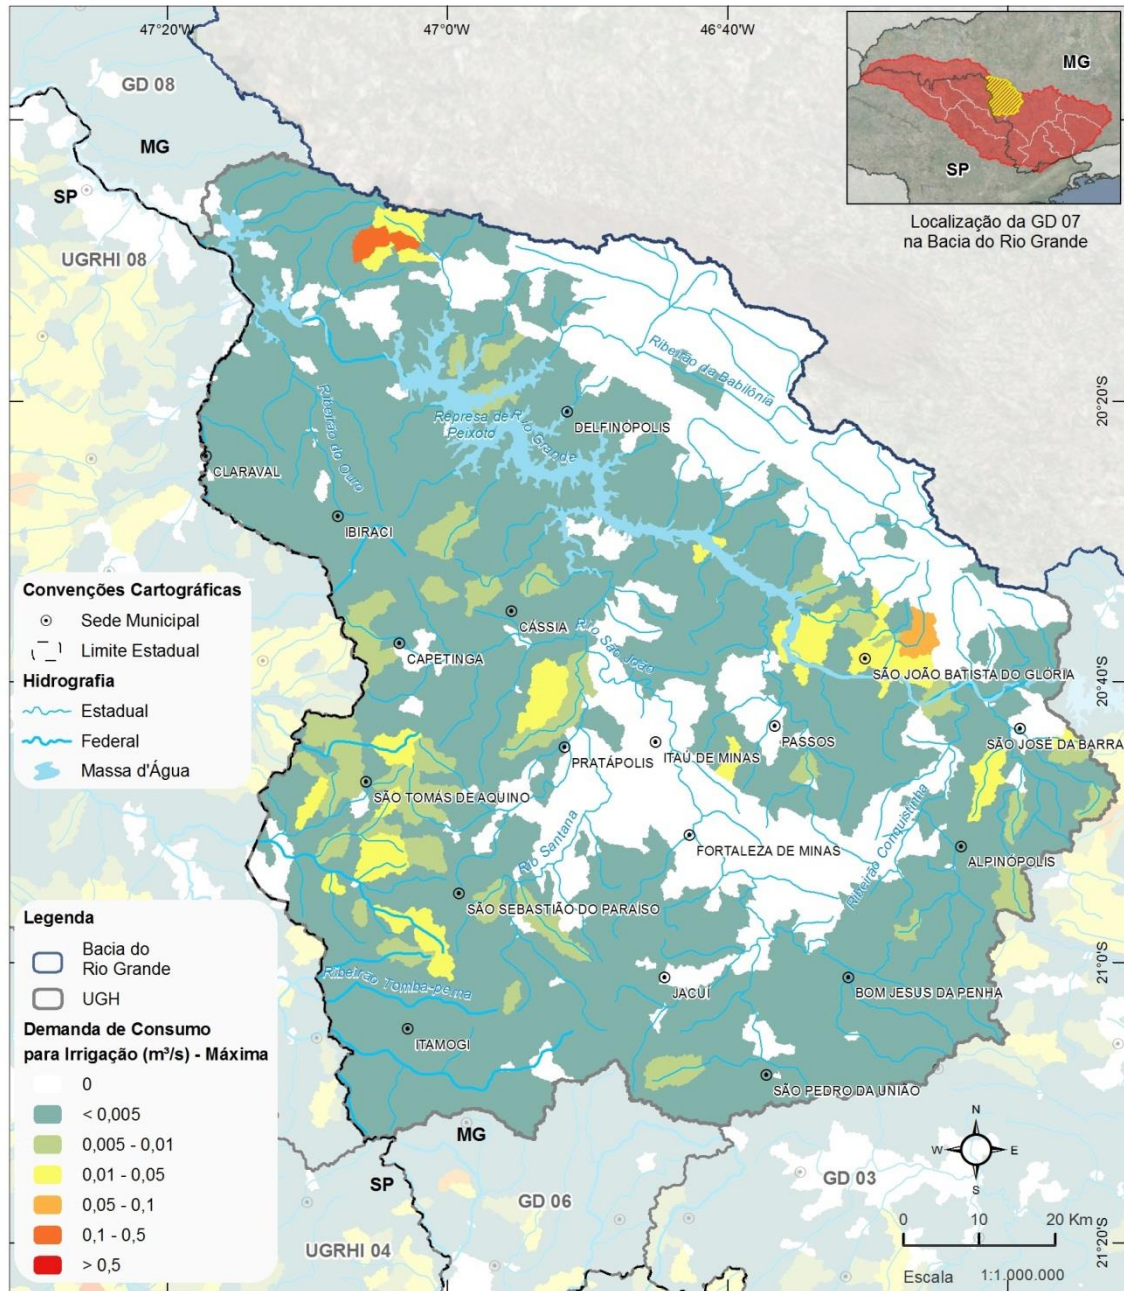 47°20'W
47°00'W
46°40'W
GD 08
MG
SP
UGRHI 08
MG
SP
Localização da GD 07
na Bacia do Rio Grande
Ribeirão da Babilônia
20°20'S
Represa de
Peixoto
Rio Grande
DELFINÓPOLIS
Ribeirão do Ouro
CLARAVAL
IBIRACI
Convenções Cartográficas
Sede Municipal
Limite Estadual
Hidrografia
Estadual
Federal
Massa d'Água
CÁSSIA
CAPETINGA
Rio São João
SÃO JOÃO BATISTA DO GLÓRIA
20°40'S
PASSOS
SÃO JOSÉ DA BARRA
PRATÁPOLIS
ITAÚ DE MINAS
SÃO TOMÁS DE AQUINO
Rio Santana
FORTALEZA DE MINAS
Ribeirão Conquistinha
ALPINÓPOLIS
SÃO SEBASTIÃO DO PARAÍSO
Ribeirão Tomba-perna
JACUÍ
BOM JESUS DA PENHA
21°0'S
ITAMOGI
SÃO PEDRO DA UNIÃO
Legenda
Bacia do
Rio Grande
UGH
Demanda de Consumo
para Irrigação (m³/s) - Máxima
0
< 0,005
0,005 - 0,01
0,01 - 0,05
0,05 - 0,1
0,1 - 0,5
> 0,5
MG
SP
GD 06
UGRHI 04
GD 03
N
W
E
S
0 10 20 Km
Escala 1:1.000.000
21°20'S